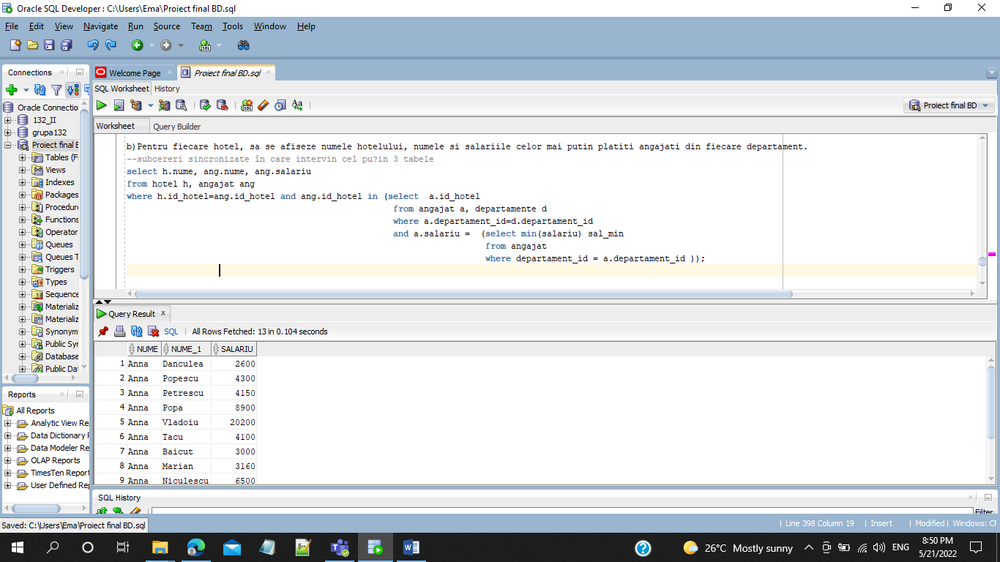 Oracle SQL Developer : C:\Users\Ema\Proiect final BD.sql
File Edit View Navigate Run Source Team Tools Window Help
Connections
Welcome Page
Proiect final BD.sql
SQL Worksheet History
Proiect final BD
Worksheet Query Builder
Oracle Connectio
132_II
grupa132
Proiect final B
Tables (F
Views
Indexes
Packages
Procedur
Functions
Operator
Queues
Queues T
Triggers
Types
Sequence
Materializ
Materializ
Synonym
Public Syn
Database
Public Dat
b)Pentru fiecare hotel, sa se afiseze numele hotelului, numele si salariile celor mai putin platiti angajati din fiecare departament.
--subcereri sincronizate în care intervin cel pu?in 3 tabele
select h.nume, ang.nume, ang.salariu
from hotel h, angajat ang
where h.id_hotel=ang.id_hotel and ang.id_hotel in (select a.id_hotel
from angajat a, departamente d
where a.departament_id=d.departament_id
and a.salariu = (select min(salariu) sal_min
from angajat
where departament_id = a.departament_id ));
Query Result
SQL | All Rows Fetched: 13 in 0.104 seconds
NUME NUME_1 SALARIU
1 Anna Danculea 2600
2 Anna Popescu 4300
3 Anna Petrescu 4150
4 Anna Popa 8900
5 Anna Vladoiu 20200
6 Anna Tacu 4100
7 Anna Baicut 3000
8 Anna Marian 3160
9 Anna Niculescu 6500
Reports
All Reports
Analytic View Re
Data Dictionary R
Data Modeler Re
OLAP Reports
TimesTen Report
User Defined Rep
SQL History
Filter
Saved: C:\Users\Ema\Proiect final BD.sql
| Line 398 Column 19 | Insert | Modified | Windows: CF
26°C Mostly sunny
ENG
8:50 PM
5/21/2022